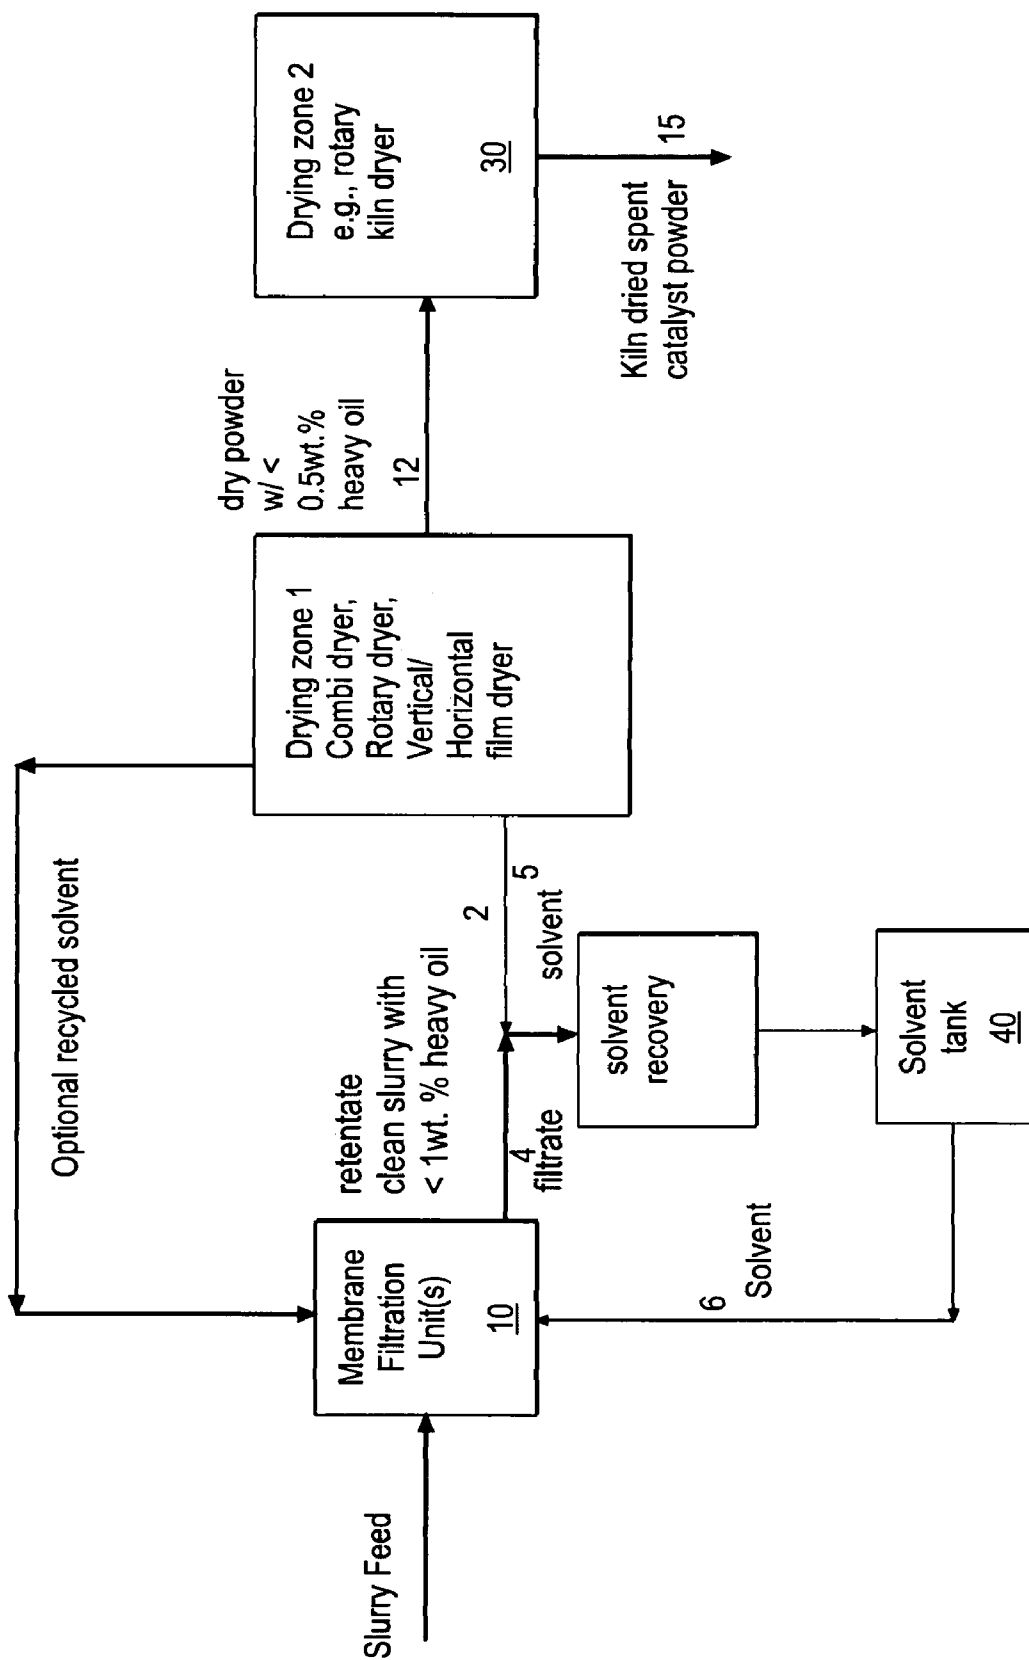 Optional recycled solvent
Slurry Feed
Membrane
Filtration
Unit(s)
10
retentate
clean slurry with
< 1wt. % heavy oil
2
4
filtrate
5
solvent
Drying zone 1
Combi dryer,
Rotary dryer,
Vertical/
Horizontal
film dryer
dry powder
w/ <
0.5wt.%
heavy oil
12
Drying zone 2
e.g., rotary
kiln dryer
30
15
Kiln dried spent
catalyst powder
solvent
recovery
Solvent
tank
40
6
Solvent